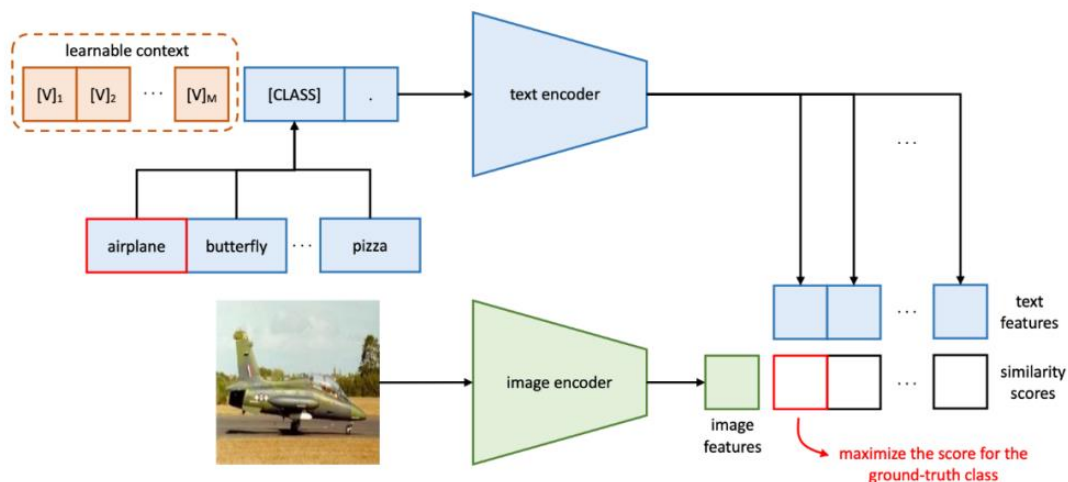 learnable context
[V]₁ [V]₂ ... [V]M [CLASS] .
text encoder
...
airplane butterfly ... pizza
... text
features
image encoder
... similarity
scores
image
features
maximize the score for the
ground-truth class